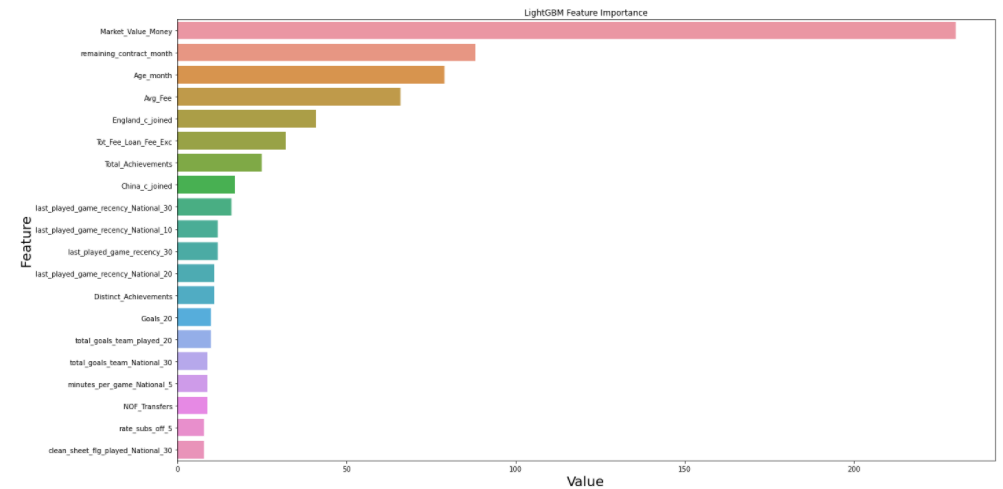 LightGBM Feature Importance
Market_Value_Money
remaining_contract_month
Age_month
Avg_Fee
England_c_joined
Tot_Fee_Loan_Fee_Exc
Total_Achievements
China_c_joined
last_played_game_recency_National_30
last_played_game_recency_National_10
last_played_game_recency_30
last_played_game_recency_National_20
Distinct_Achievements
Goals_20
total_goals_team_played_20
total_goals_team_National_30
minutes_per_game_National_5
NOF_Transfers
rate_subs_off_5
clean_sheet_flg_played_National_30
Feature
0 50 100 150 200
Value